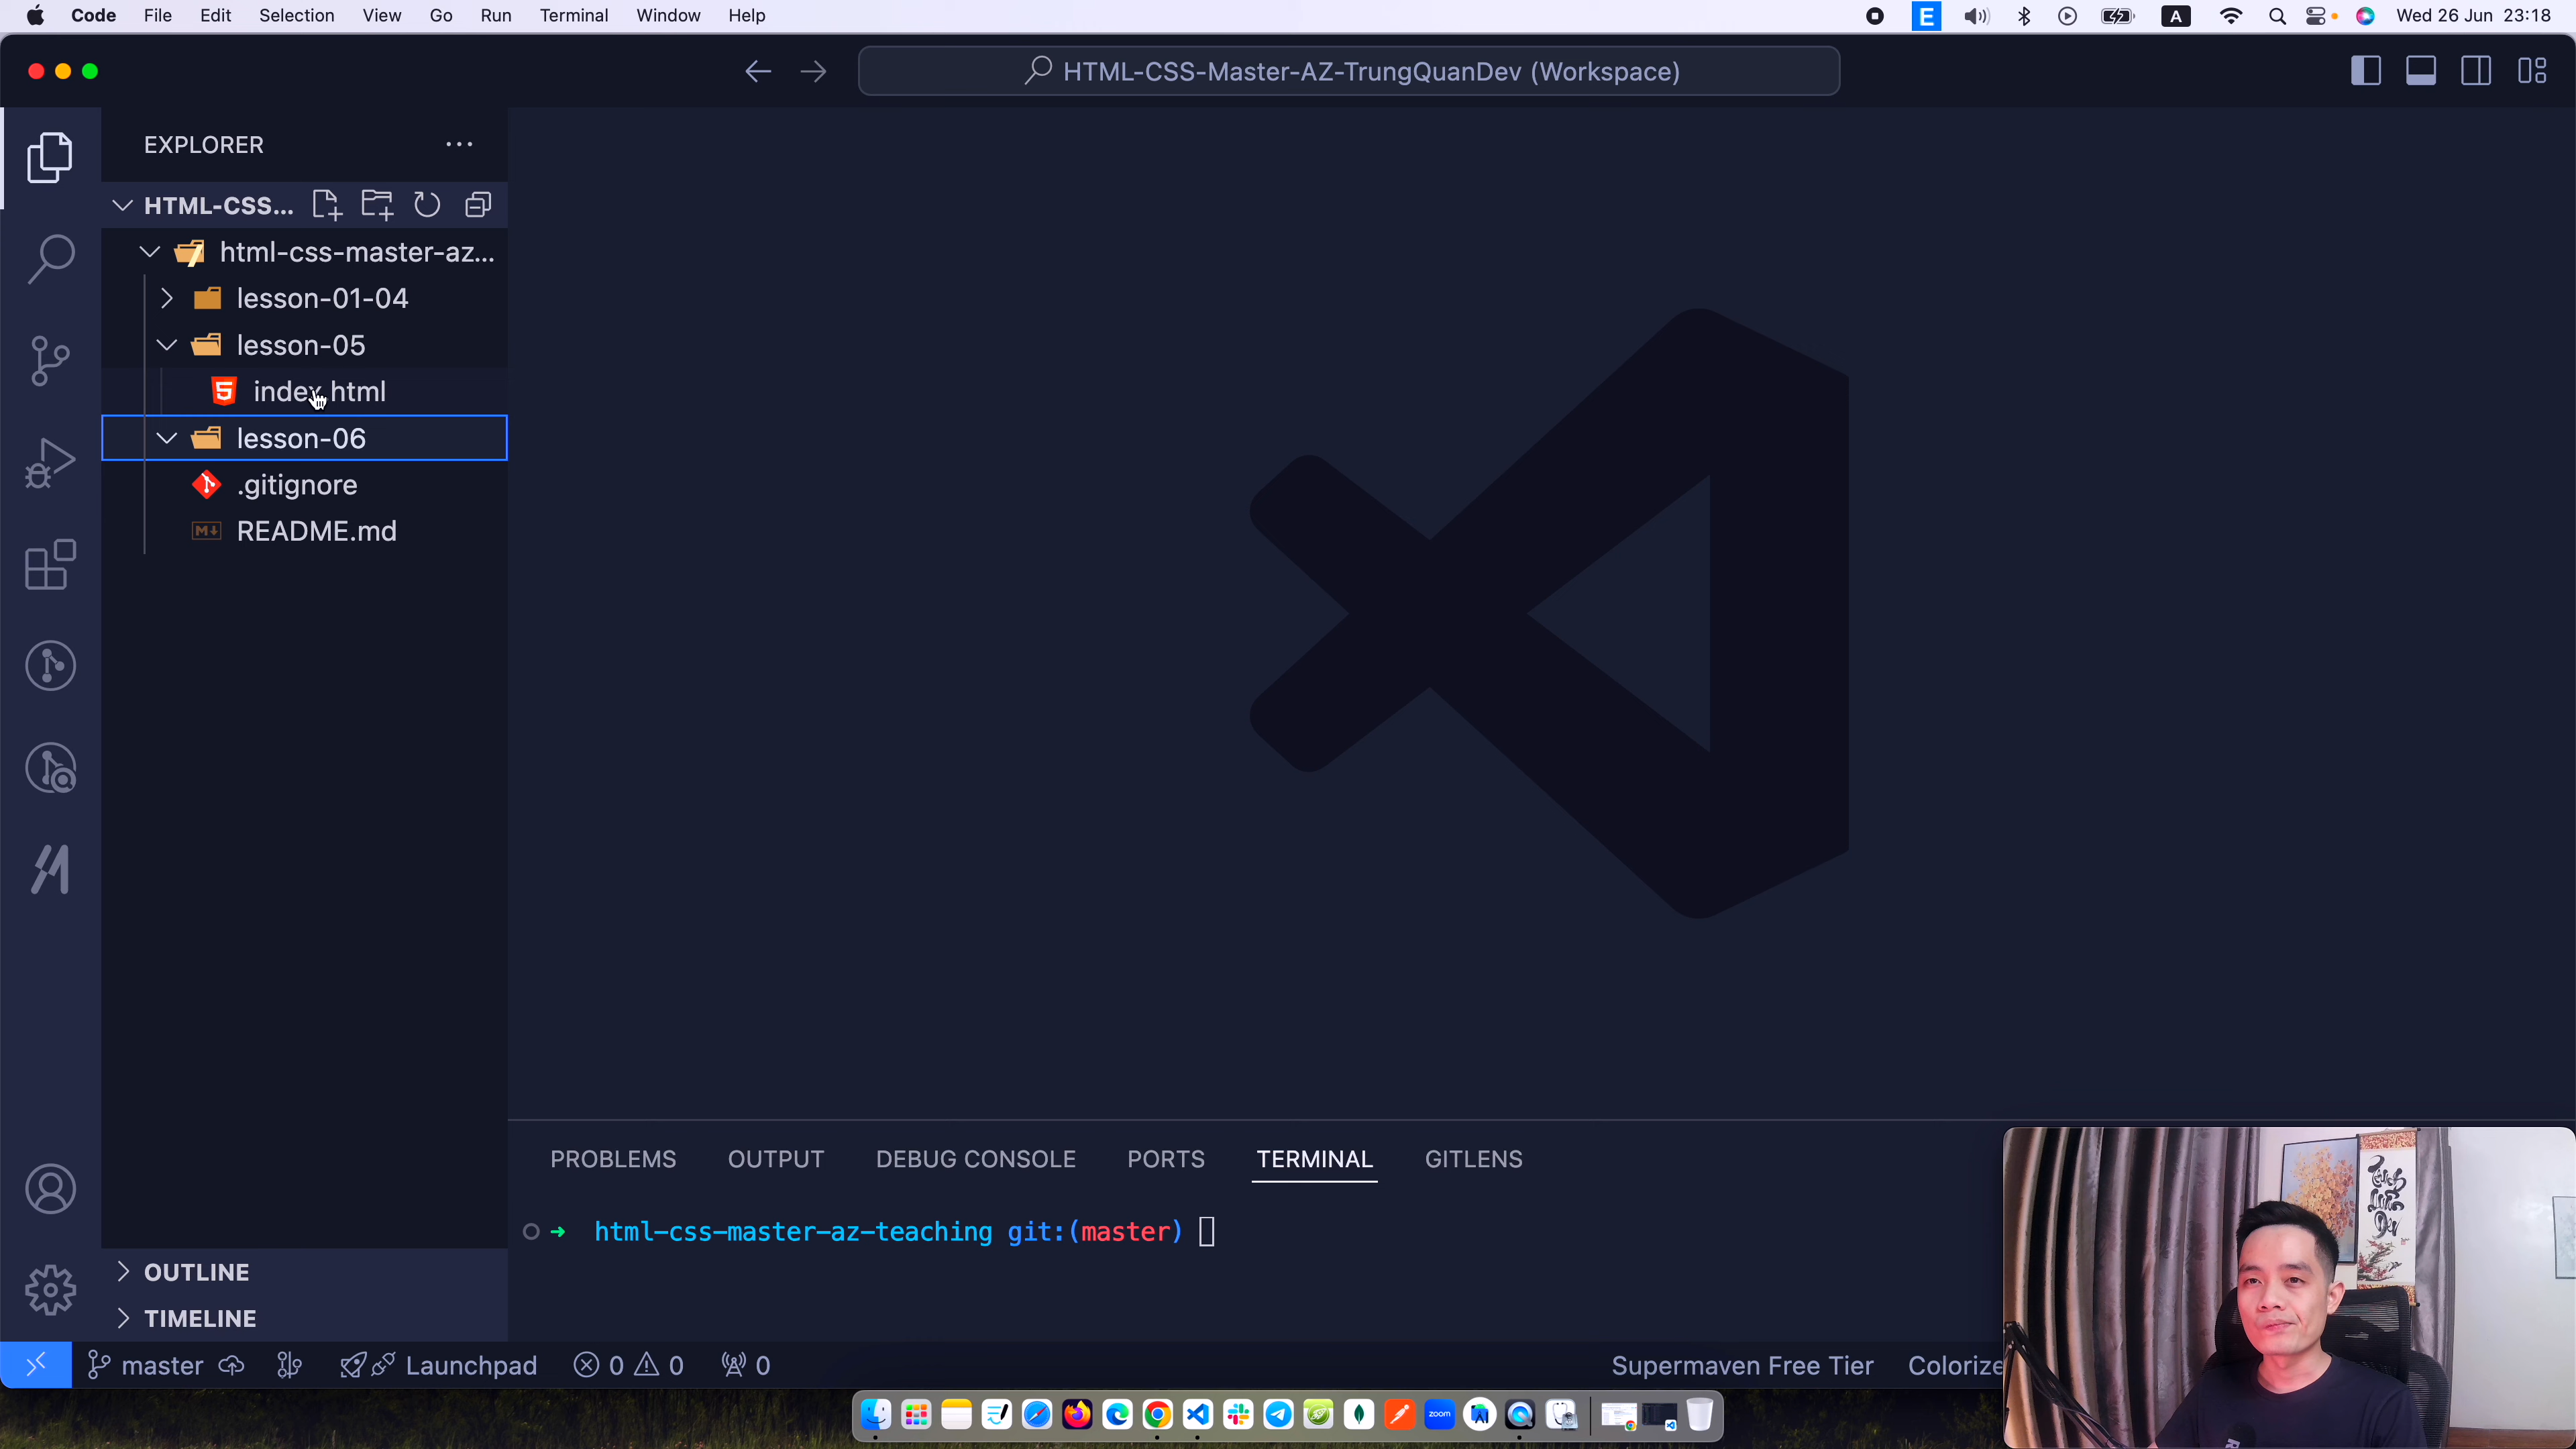 Code File Edit Selection View Go Run Terminal Window Help
E A Wed 26 Jun 23:18
HTML-CSS-Master-AZ-TrungQuanDev (Workspace)
EXPLORER
HTML-CSS...
html-css-master-az...
lesson-01-04
lesson-05
index.html
lesson-06
.gitignore
README.md
OUTLINE
TIMELINE
PROBLEMS OUTPUT DEBUG CONSOLE PORTS TERMINAL GITLENS
html-css-master-az-teaching git:(master)
master Launchpad 0 0 0 Supermaven Free Tier Colorize
zoom